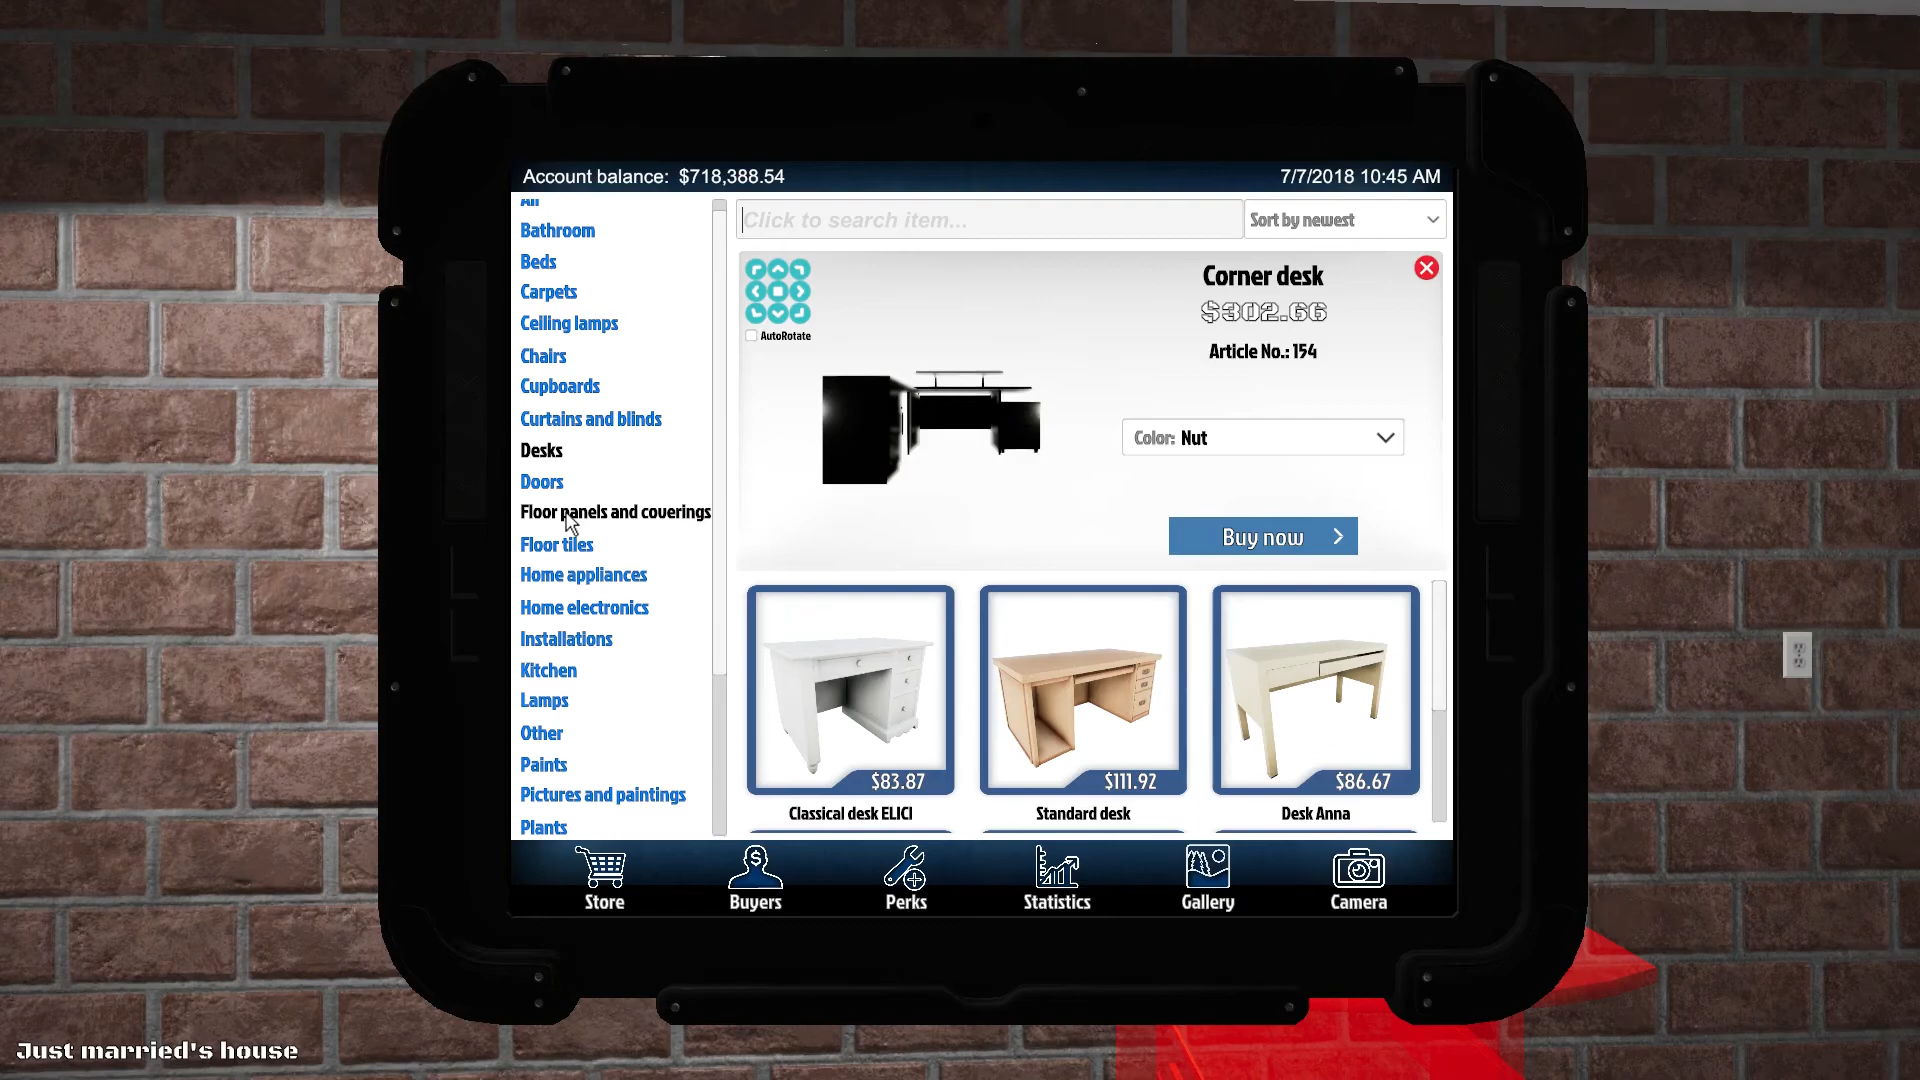 Account balance: $718,388.54
7/7/2018 10:45 AM
All
Bathroom
Beds
Carpets
Ceiling lamps
Chairs
Cupboards
Curtains and blinds
Desks
Doors
Floor panels and coverings
Floor tiles
Home appliances
Home electronics
Installations
Kitchen
Lamps
Other
Paints
Pictures and paintings
Plants
Click to search item...
Sort by newest
AutoRotate
Corner desk
$302.66
Article No.: 154
Color: Nut
Buy now
$83.87
$111.92
$86.67
Classical desk ELICI
Standard desk
Desk Anna
Store
Buyers
Perks
Statistics
Gallery
Camera
Just married's house